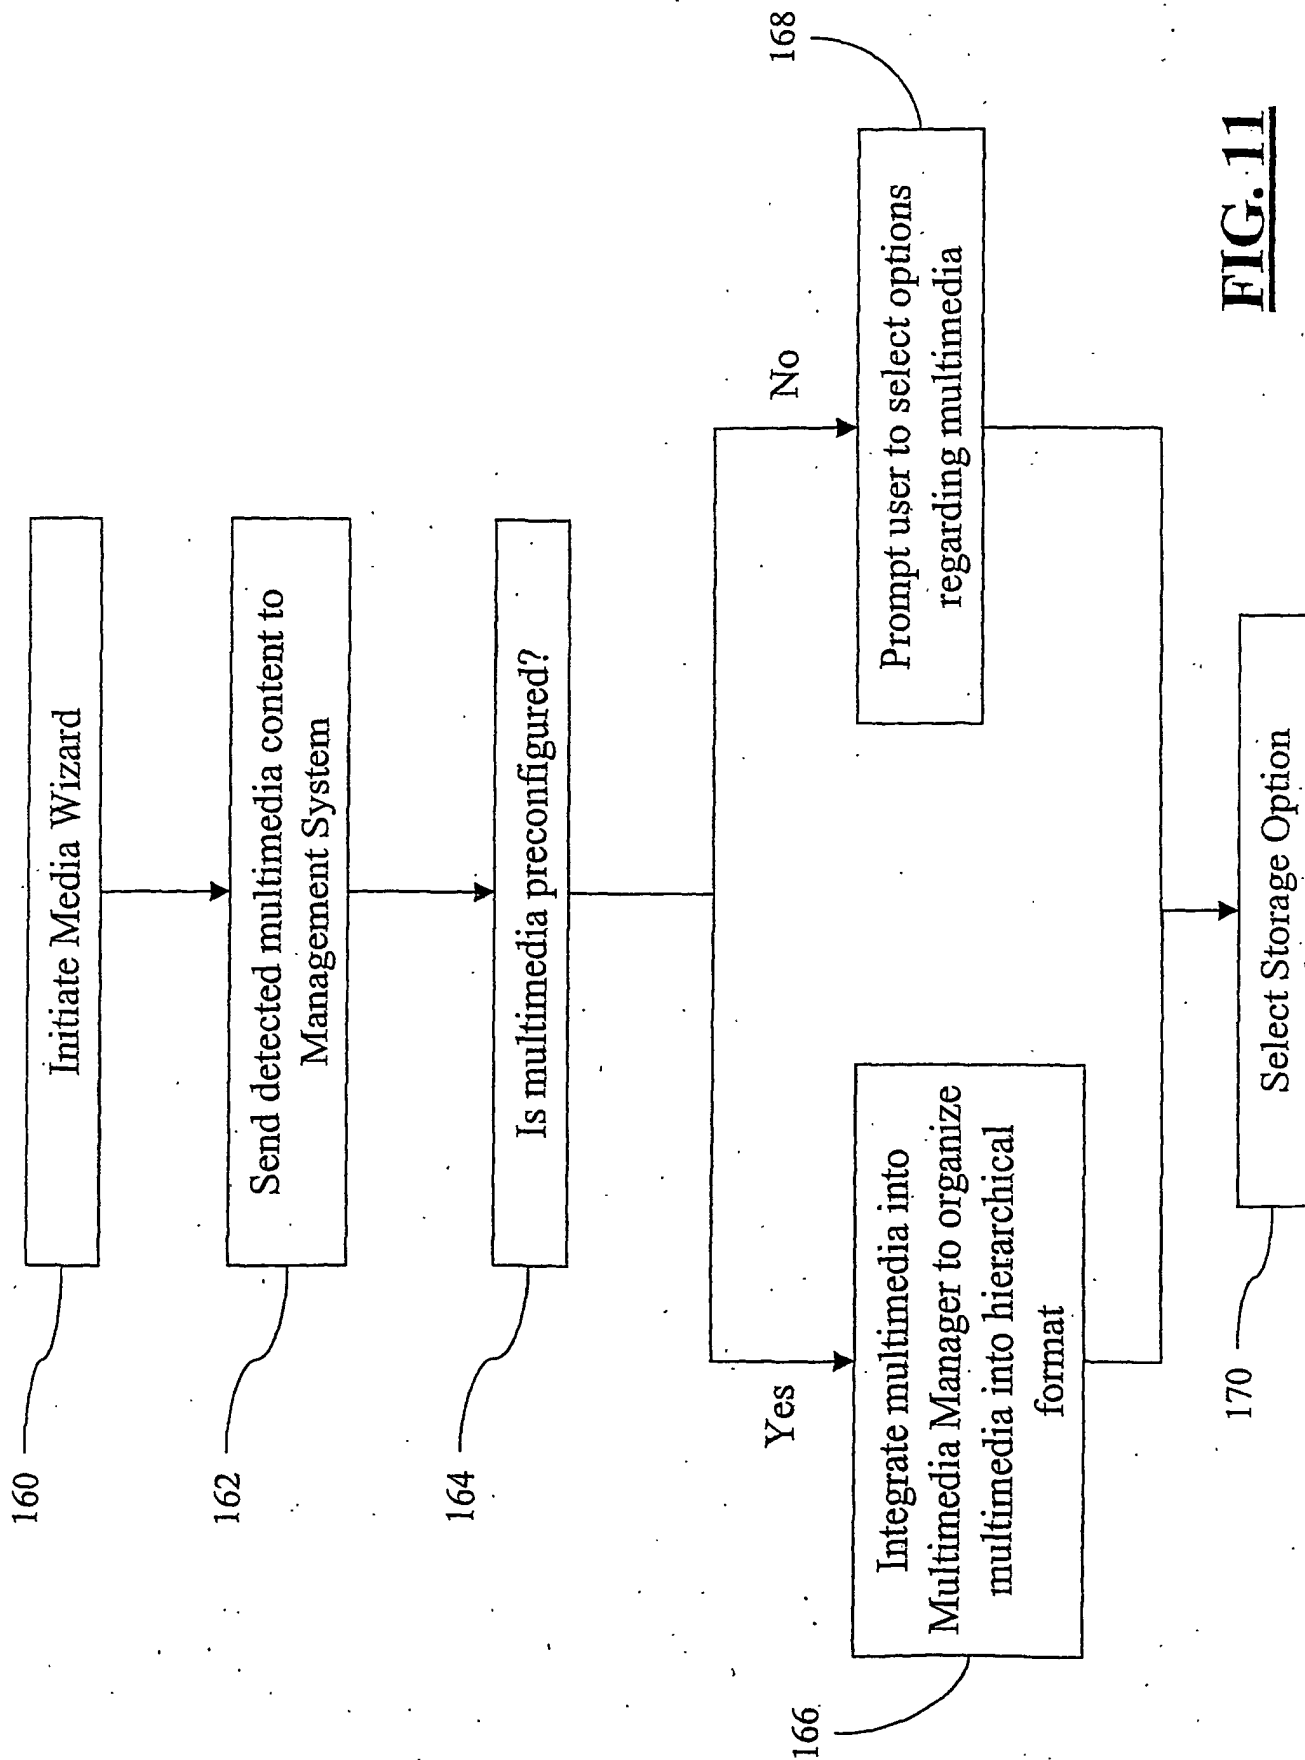 160
Initiate Media Wizard
162
Send detected multimedia content to
Management System
164
Is multimedia preconfigured?
Yes
No
166
Integrate multimedia into
Multimedia Manager to organize
multimedia into hierarchical
format
168
Prompt user to select options
regarding multimedia
170
Select Storage Option
FIG. 11